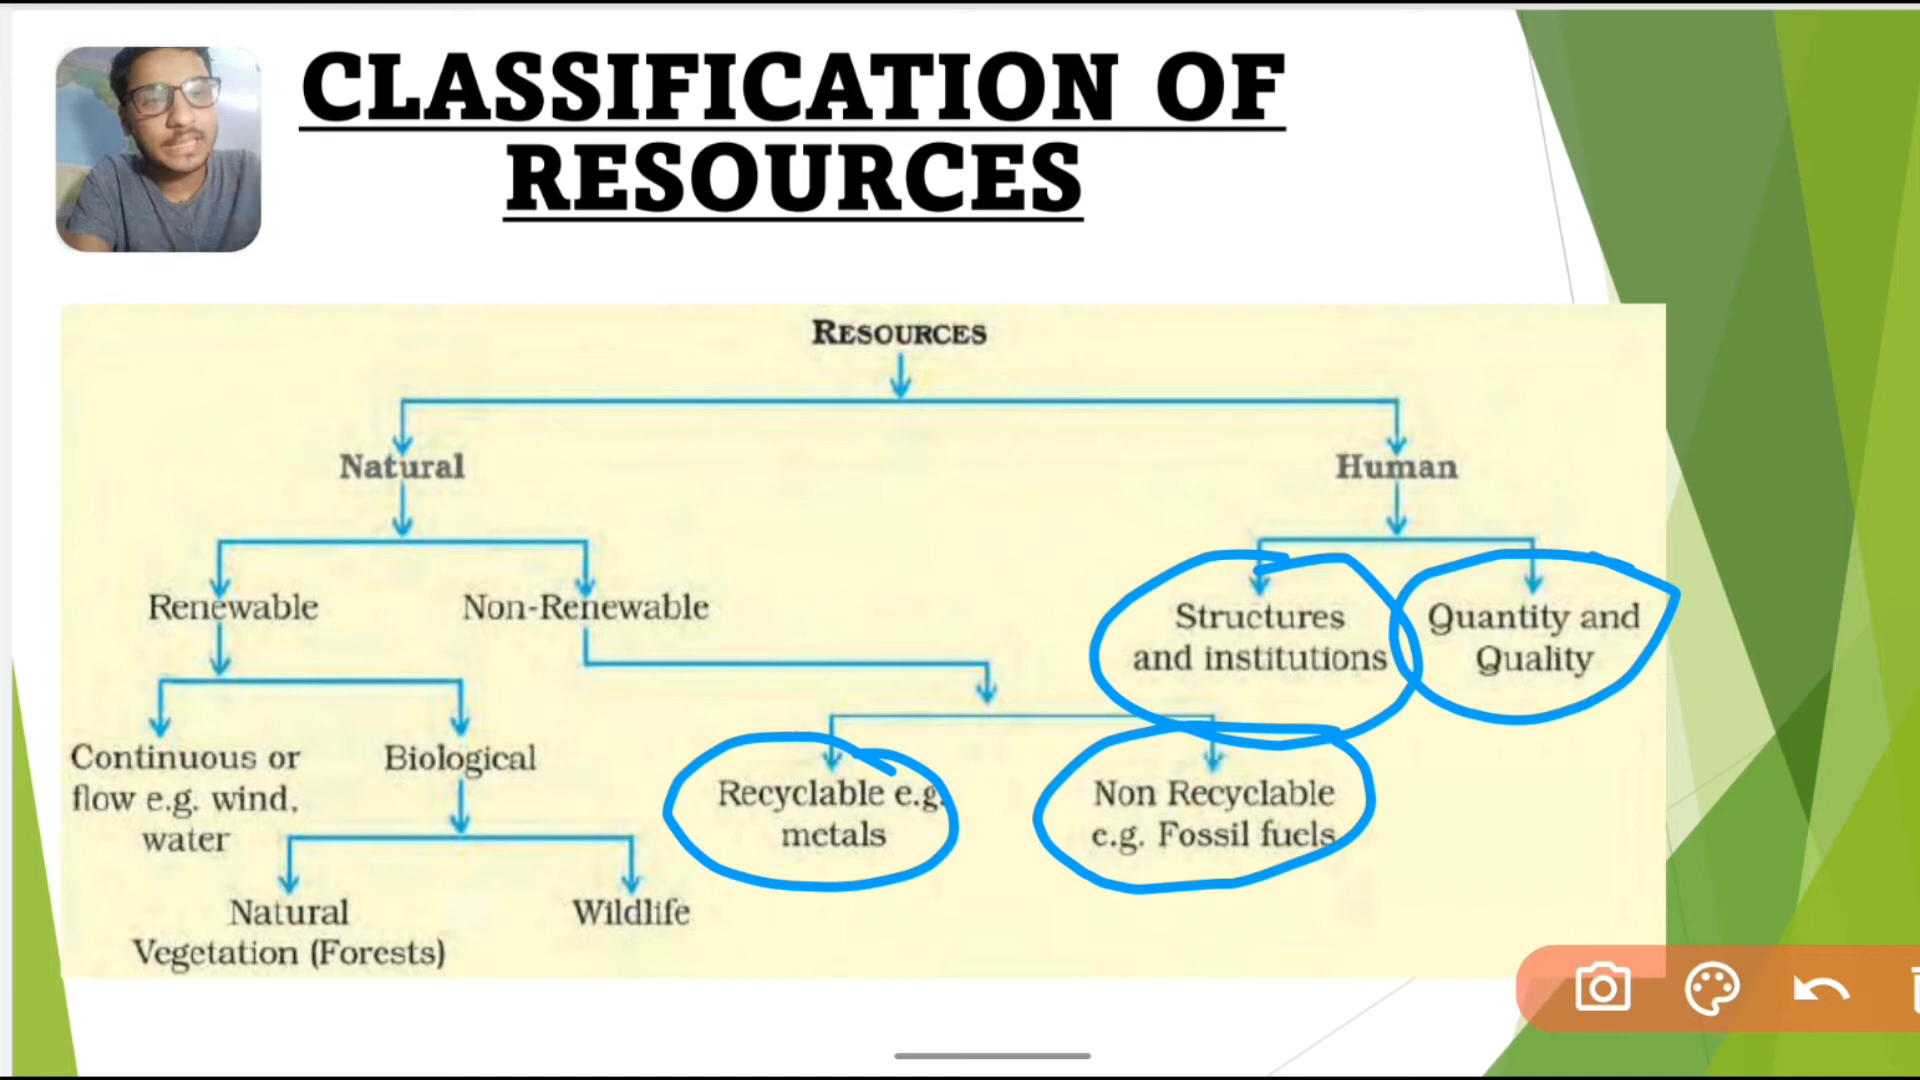 CLASSIFICATION OF
RESOURCES
RESOURCES
Natural
Human
Renewable
Non-Renewable
Structures
and institutions
Quantity and
Quality
Continuous or
flow e.g. wind,
water
Biological
Recyclable e.g.
metals
Non Recyclable
e.g. Fossil fuels
Natural
Vegetation (Forests)
Wildlife